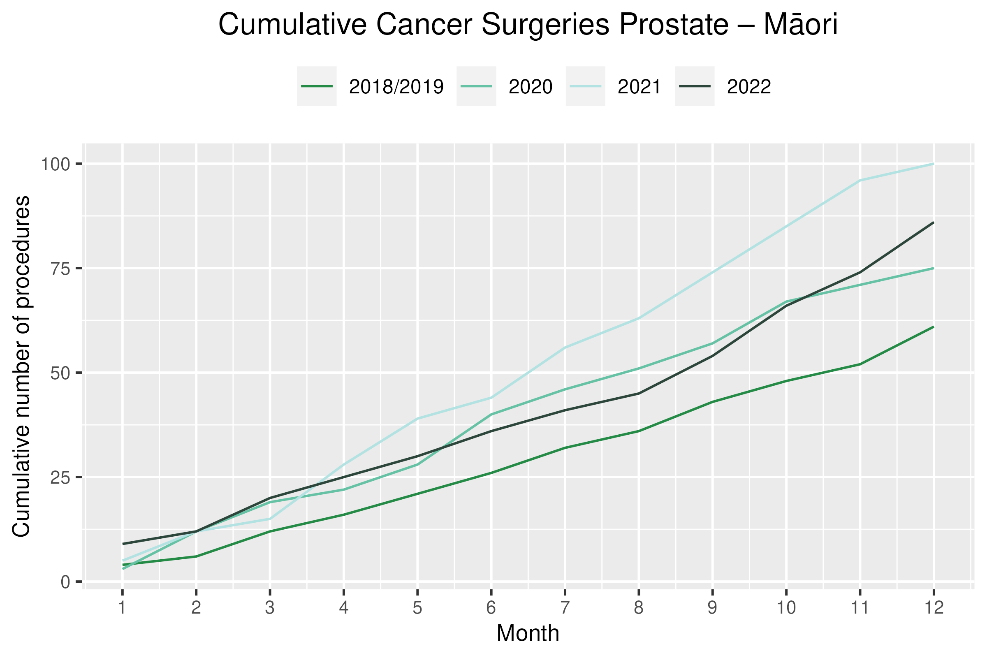 Cumulative Cancer Surgeries Prostate – Māori
2018/2019 2020 2021 2022
Cumulative number of procedures
100
75
50
25
0
1 2 3 4 5 6 7 8 9 10 11 12
Month